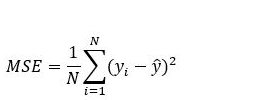 MSE = \frac{1}{N} \sum_{i=1}^{N} (y_i - \hat{y})^2